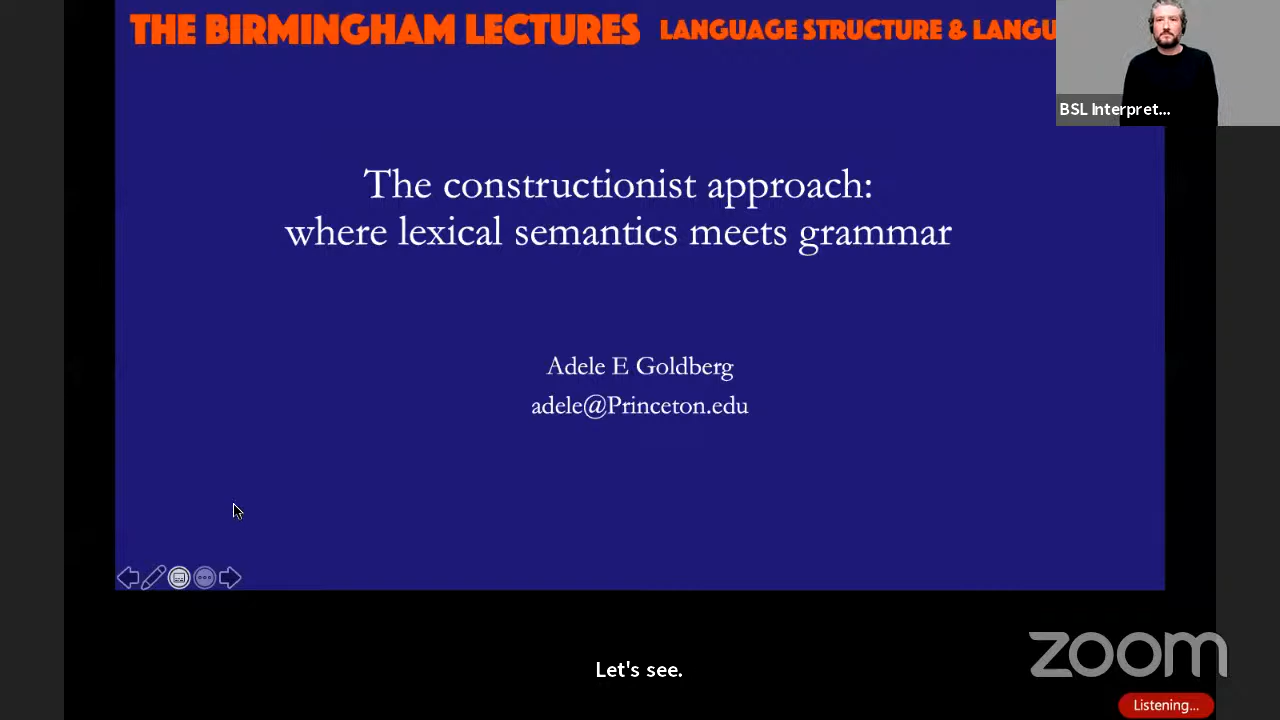 THE BIRMINGHAM LECTURES LANGUAGE STRUCTURE & LANGU
BSL Interpret...
The constructionist approach:
where lexical semantics meets grammar
Adele E Goldberg
adele@Princeton.edu
Let's see.
zoom
Listening...